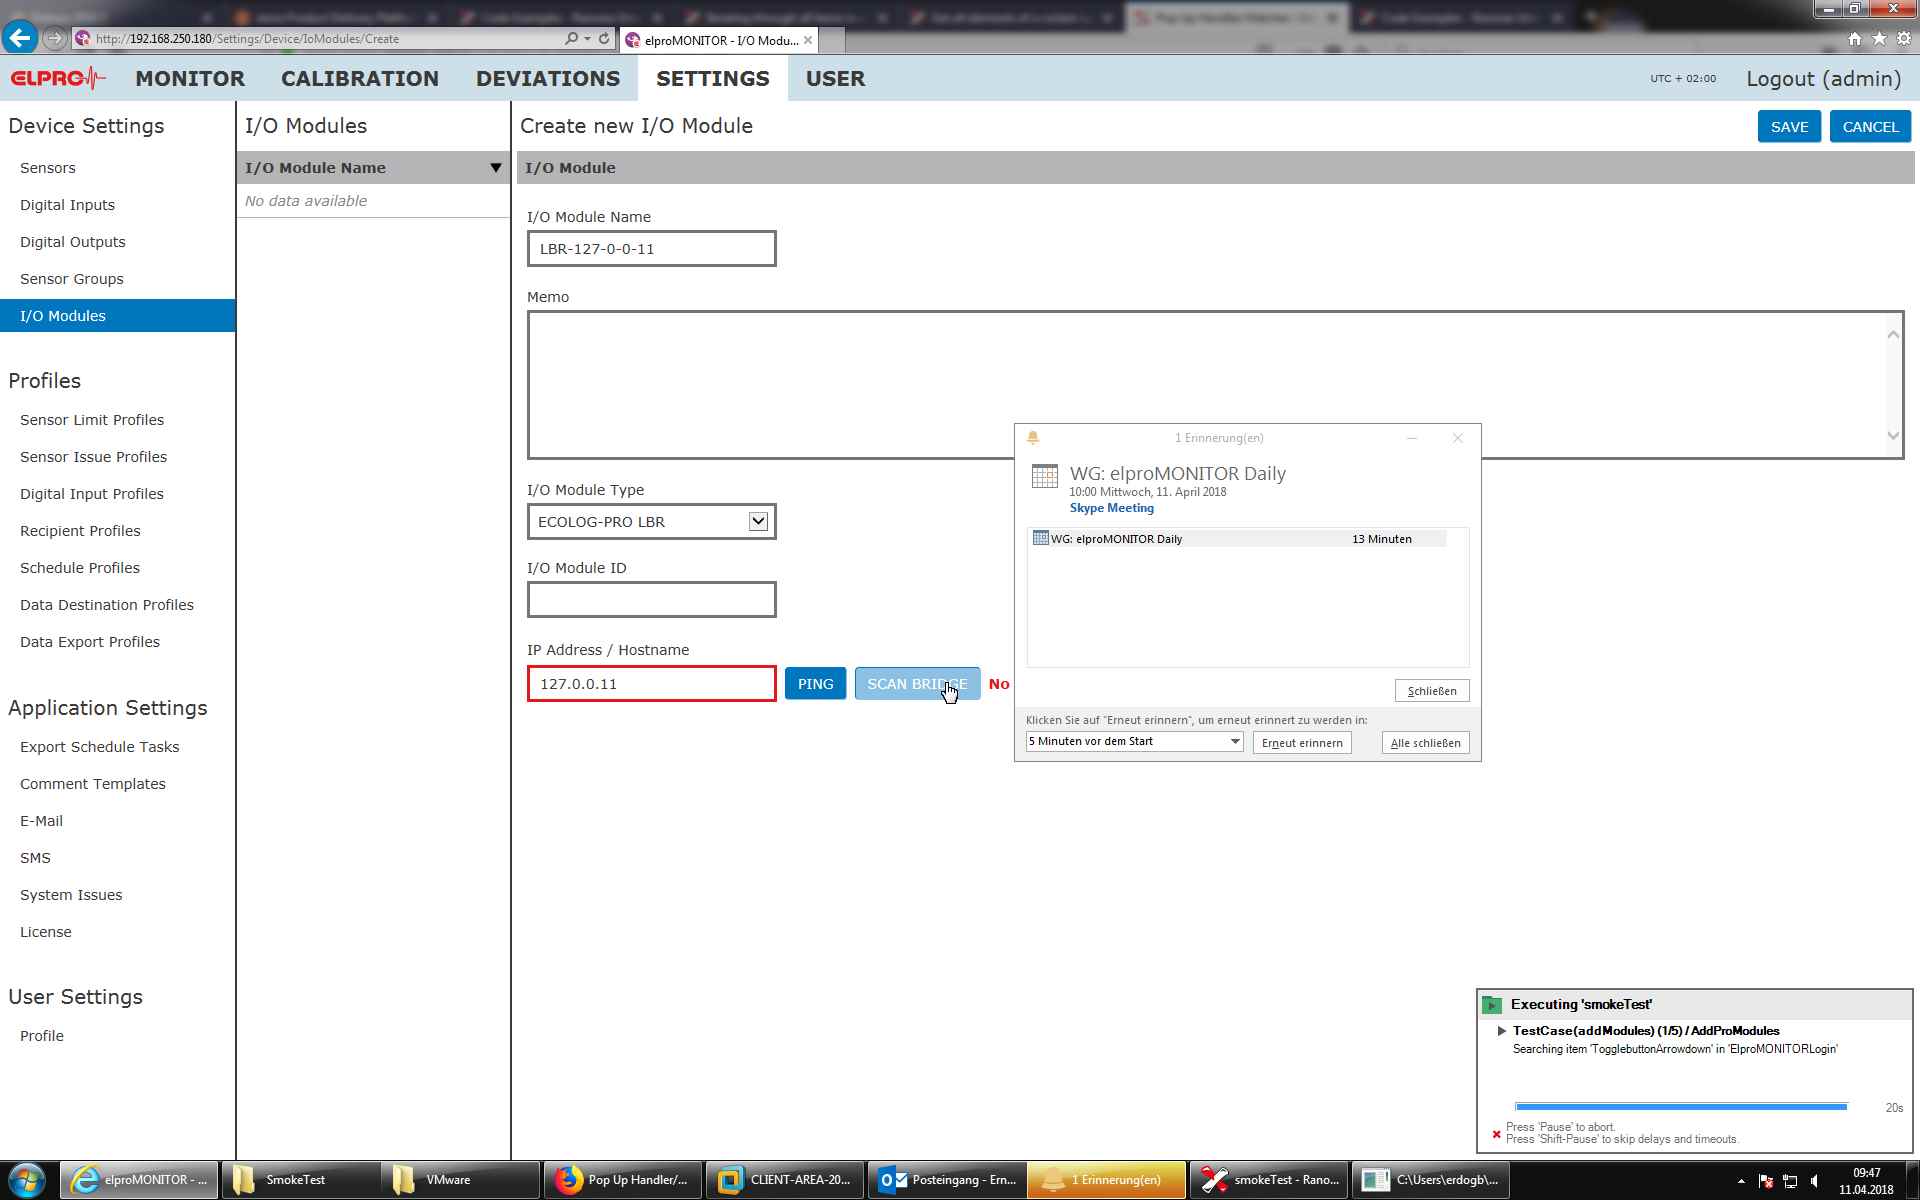 http://192.168.250.180/Settings/Device/IoModules/Create
elproMONITOR - I/O Modu...
ELPRO
MONITOR
CALIBRATION
DEVIATIONS
SETTINGS
USER
UTC + 02:00
Logout (admin)
Device Settings
Sensors
Digital Inputs
Digital Outputs
Sensor Groups
I/O Modules
Profiles
Sensor Limit Profiles
Sensor Issue Profiles
Digital Input Profiles
Recipient Profiles
Schedule Profiles
Data Destination Profiles
Data Export Profiles
Application Settings
Export Schedule Tasks
Comment Templates
E-Mail
SMS
System Issues
License
User Settings
Profile
I/O Modules
I/O Module Name
No data available
Create new I/O Module
SAVE
CANCEL
I/O Module
I/O Module Name
LBR-127-0-0-11
Memo
I/O Module Type
ECOLOG-PRO LBR
I/O Module ID
IP Address / Hostname
127.0.0.11
PING
SCAN BRIDGE
No
1 Erinnerung(en)
WG: elproMONITOR Daily
10:00 Mittwoch, 11. April 2018
Skype Meeting
WG: elproMONITOR Daily
13 Minuten
Schließen
Klicken Sie auf "Erneut erinnern", um erneut erinnert zu werden in:
5 Minuten vor dem Start
Erneut erinnern
Alle schließen
Executing 'smokeTest'
TestCase(addModules) (1/5) / AddProModules
Searching item 'TogglebuttonArrowdown' in 'ElproMONITORLogin'
20s
Press 'Pause' to abort.
Press 'Shift-Pause' to skip delays and timeouts.
elproMONITOR - ...
SmokeTest
VMware
Pop Up Handler/...
CLIENT-AREA-20...
Posteingang - Ern...
1 Erinnerung(en)
smokeTest - Rano...
C:\Users\erdogb\...
09:47
11.04.2018